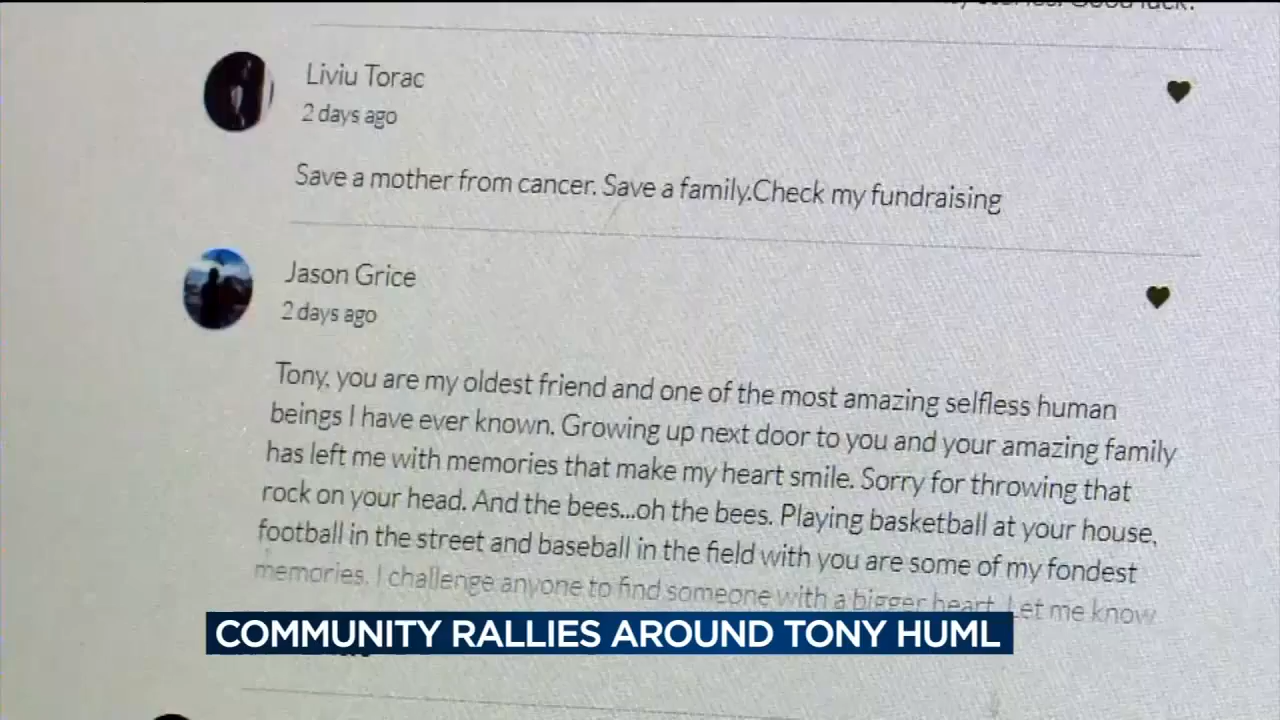 Good luck.
Liviu Torac
2 days ago
Save a mother from cancer. Save a family.Check my fundraising
Jason Grice
2 days ago
Tony, you are my oldest friend and one of the most amazing selfless human
beings I have ever known. Growing up next door to you and your amazing family
has left me with memories that make my heart smile. Sorry for throwing that
rock on your head. And the bees...oh the bees. Playing basketball at your house,
football in the street and baseball in the field with you are some of my fondest
memories. I challenge anyone to find someone with a bigger heart. Let me know
COMMUNITY RALLIES AROUND TONY HUML